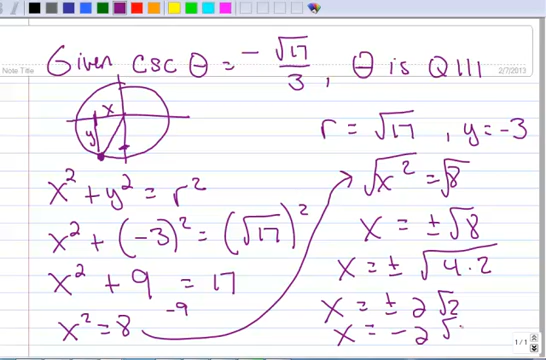 Note Title
2/7/2013
Given csc θ = -√17/3, θ is QIII
x
y
r = √17, y = -3
x² + y² = r²
x² + (-3)² = (√17)²
x² + 9 = 17
-9
x² = 8
√x² = √8
x = ±√8
x = ±√4·2
x = ±2√2
x = -2√
1/1